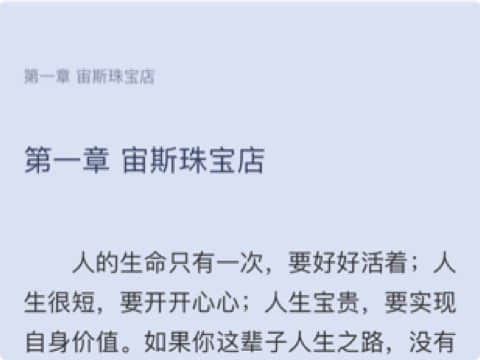 第一章 宙斯珠宝店
第一章 宙斯珠宝店
人的生命只有一次，要好好活着；人
生很短，要开开心心；人生宝贵，要实现
自身价值。如果你这辈子人生之路，没有